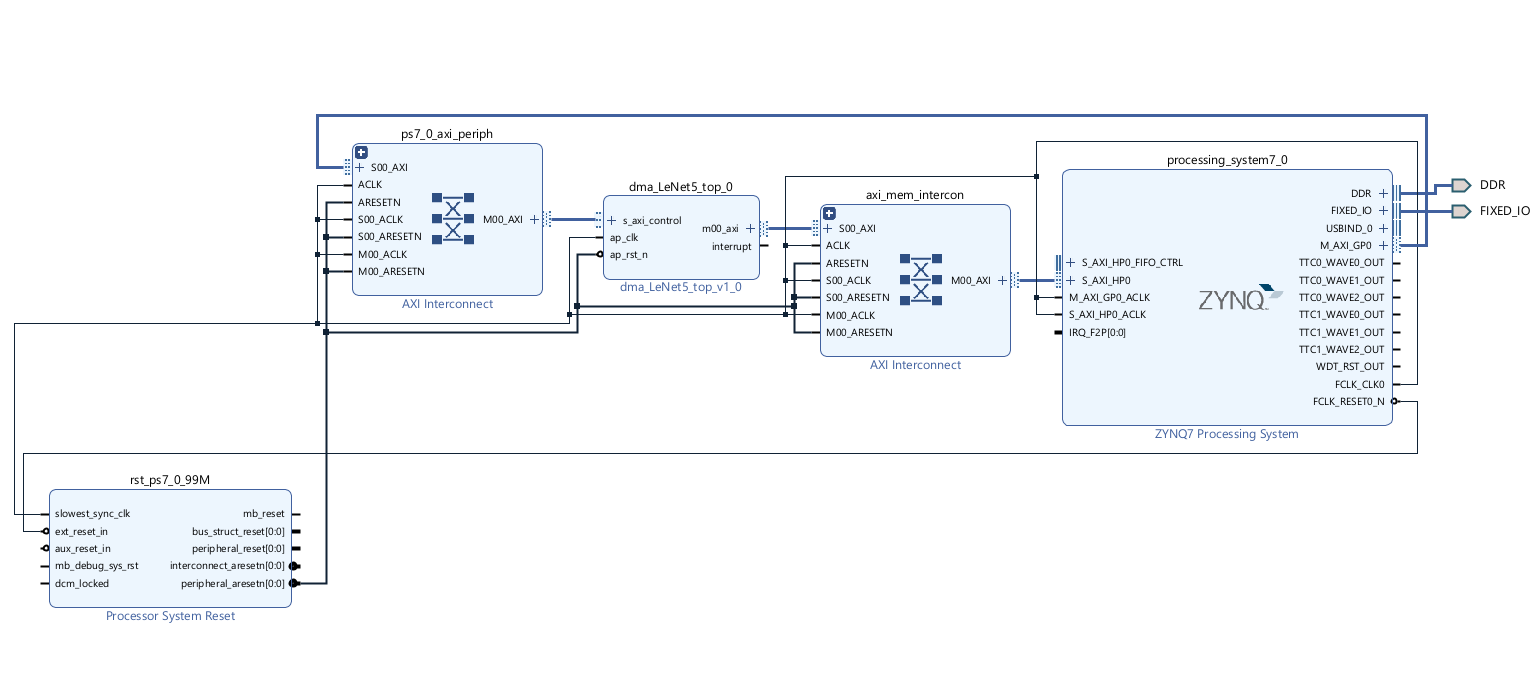 ps7_0_axi_periph
S00_AXI
ACLK
ARESETN
S00_ACLK
S00_ARESETN
M00_ACLK
M00_ARESETN
M00_AXI
AXI Interconnect
dma_LeNet5_top_0
s_axi_control
ap_clk
ap_rst_n
m00_axi
interrupt
dma_LeNet5_top_v1_0
axi_mem_intercon
S00_AXI
ACLK
ARESETN
S00_ACLK
S00_ARESETN
M00_ACLK
M00_ARESETN
M00_AXI
AXI Interconnect
processing_system7_0
S_AXI_HP0_FIFO_CTRL
S_AXI_HP0
M_AXI_GP0_ACLK
S_AXI_HP0_ACLK
IRQ_F2P[0:0]
ZYNQ
DDR
FIXED_IO
USBIND_0
M_AXI_GP0
TTC0_WAVE0_OUT
TTC0_WAVE1_OUT
TTC0_WAVE2_OUT
TTC1_WAVE0_OUT
TTC1_WAVE1_OUT
TTC1_WAVE2_OUT
WDT_RST_OUT
FCLK_CLK0
FCLK_RESET0_N
ZYNQ7 Processing System
DDR
FIXED_IO
rst_ps7_0_99M
slowest_sync_clk
ext_reset_in
aux_reset_in
mb_debug_sys_rst
dcm_locked
mb_reset
bus_struct_reset[0:0]
peripheral_reset[0:0]
interconnect_aresetn[0:0]
peripheral_aresetn[0:0]
Processor System Reset